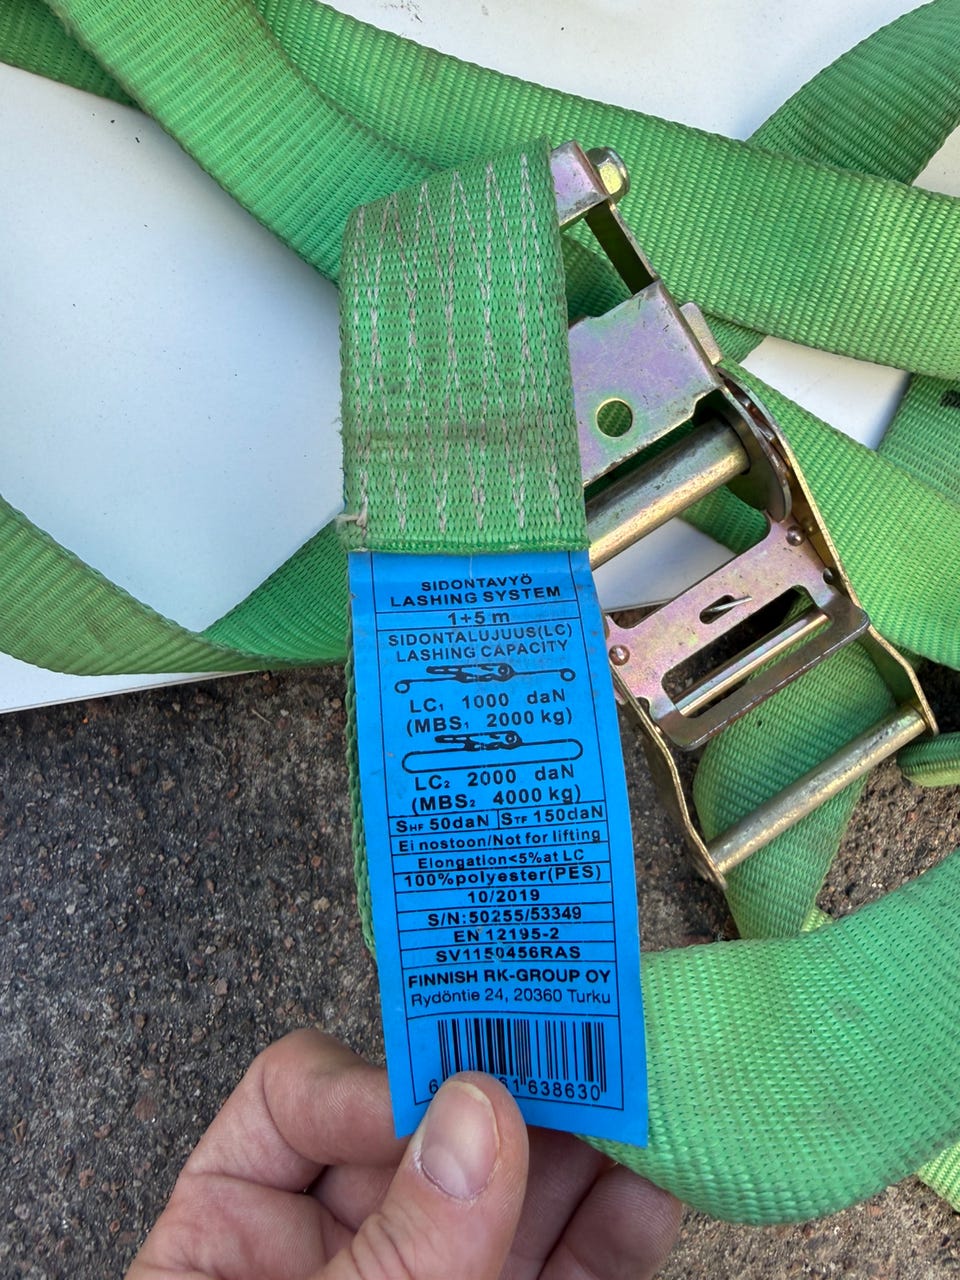 SIDONTAVYÖ
LASHING SYSTEM
1+5 m
SIDONTALUJUUS(LC)
LASHING CAPACITY
LC₁ 1000 daN
(MBS₁ 2000 kg)
LC₂ 2000 daN
(MBS₂ 4000 kg)
SHF 50daN STF 150daN
Ei nostoon/Not for lifting
Elongation<5%at LC
100%polyester(PES)
10/2019
S/N:50255/53349
EN 12195-2
SV1150456RAS
FINNISH RK-GROUP OY
Rydöntie 24, 20360 Turku
638630